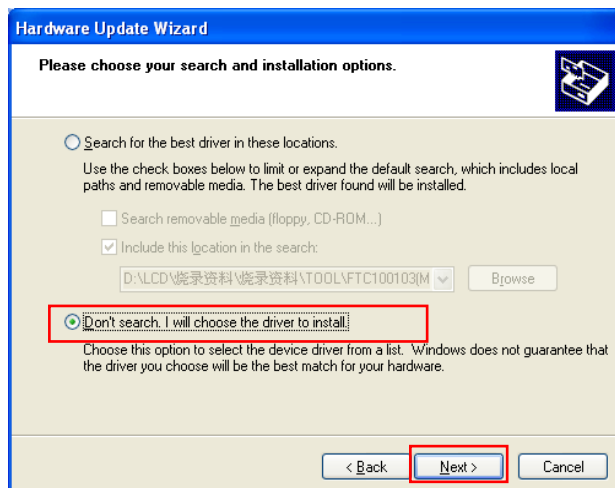 Hardware Update Wizard
Please choose your search and installation options.
Search for the best driver in these locations.
Use the check boxes below to limit or expand the default search, which includes local
paths and removable media. The best driver found will be installed.
Search removable media (floppy, CD-ROM...)
Include this location in the search:
D:\LCD\烧录资料\烧录资料\TOOL\FTC100103(M
Browse
Don't search. I will choose the driver to install.
Choose this option to select the device driver from a list. Windows does not guarantee that
the driver you choose will be the best match for your hardware.
< Back
Next >
Cancel